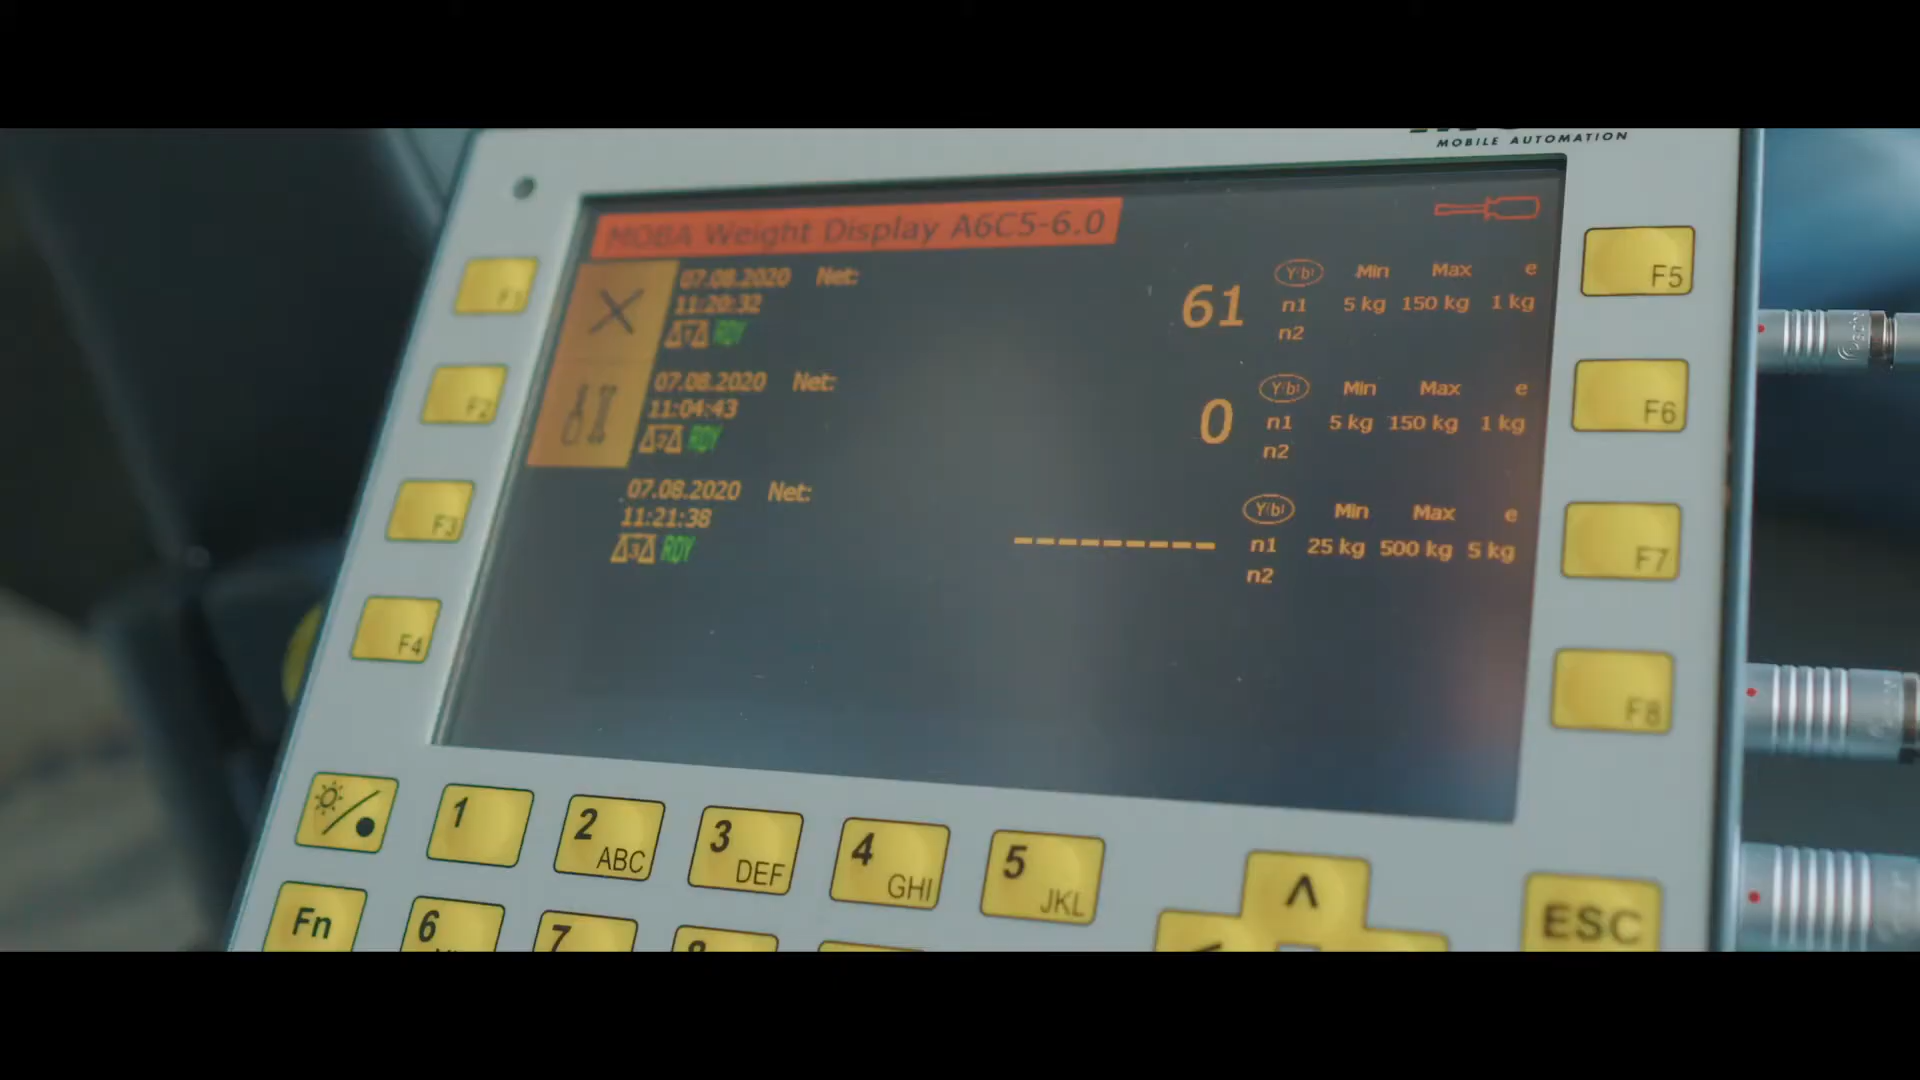 MOBILE AUTOMATION
MOBA Weight Display A6C5-6.0
07.08.2020 Net:
11:20:32
RDY
61
Y(b) Min Max e
n1 5 kg 150 kg 1 kg
n2
07.08.2020 Net:
11:04:43
2 RDY
0
Y(b) Min Max e
n1 5 kg 150 kg 1 kg
n2
07.08.2020 Net:
11:21:38
3 RDY
---------
Y(b) Min Max e
n1 25 kg 500 kg 5 kg
n2
F1
F2
F3
F4
F5
F6
F7
F8
1
2 ABC
3 DEF
4 GHI
5 JKL
Fn
6
7
8
ESC